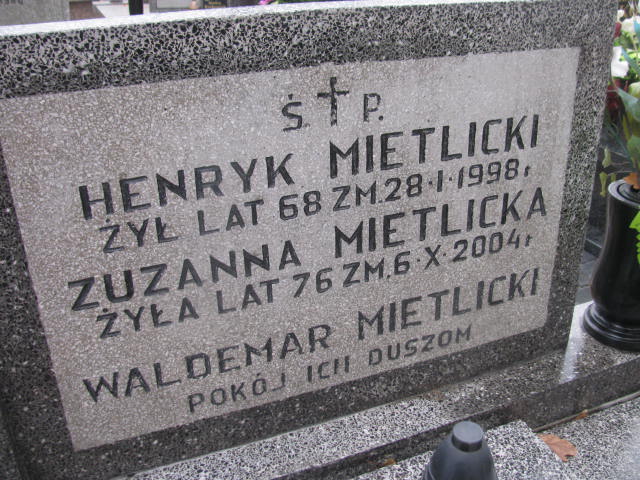 Ś † P.
HENRYK MIETLICKI
ŻYŁ LAT 68 ZM. 28·I·1998r
ZUZANNA MIETLICKA
ŻYŁA LAT 76 ZM. 6·X·2004r
WALDEMAR MIETLICKI
POKÓJ ICH DUSZOM